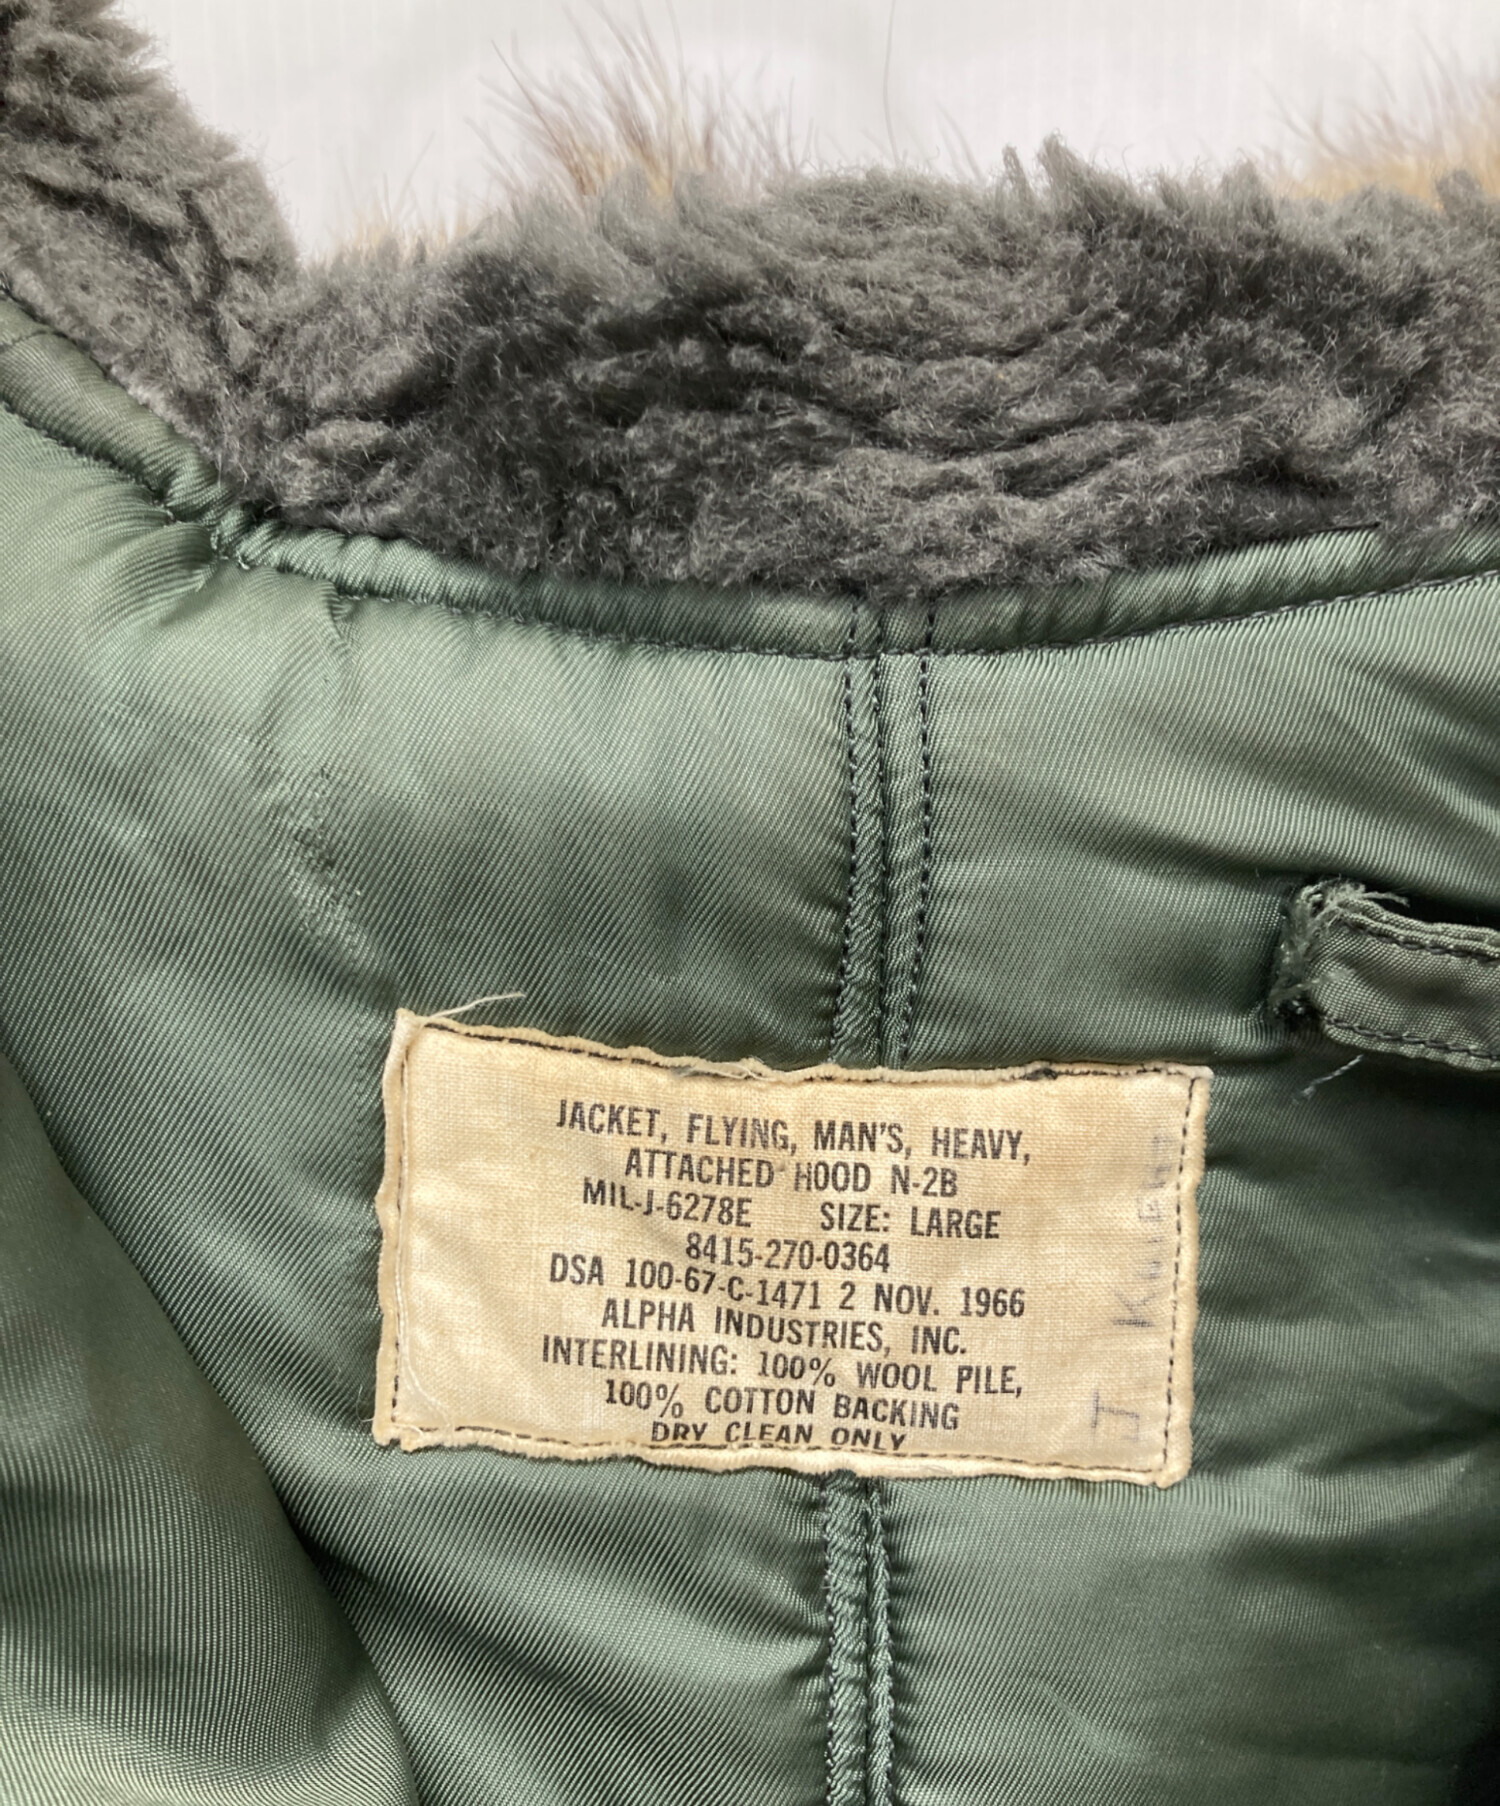 JACKET, FLYING, MAN'S, HEAVY,
ATTACHED HOOD N-2B
MIL-J-6278E SIZE: LARGE
8415-270-0364
DSA 100-67-C-1471 2 NOV. 1966
ALPHA INDUSTRIES, INC.
INTERLINING: 100% WOOL PILE,
100% COTTON BACKING
DRY CLEAN ONLY
J